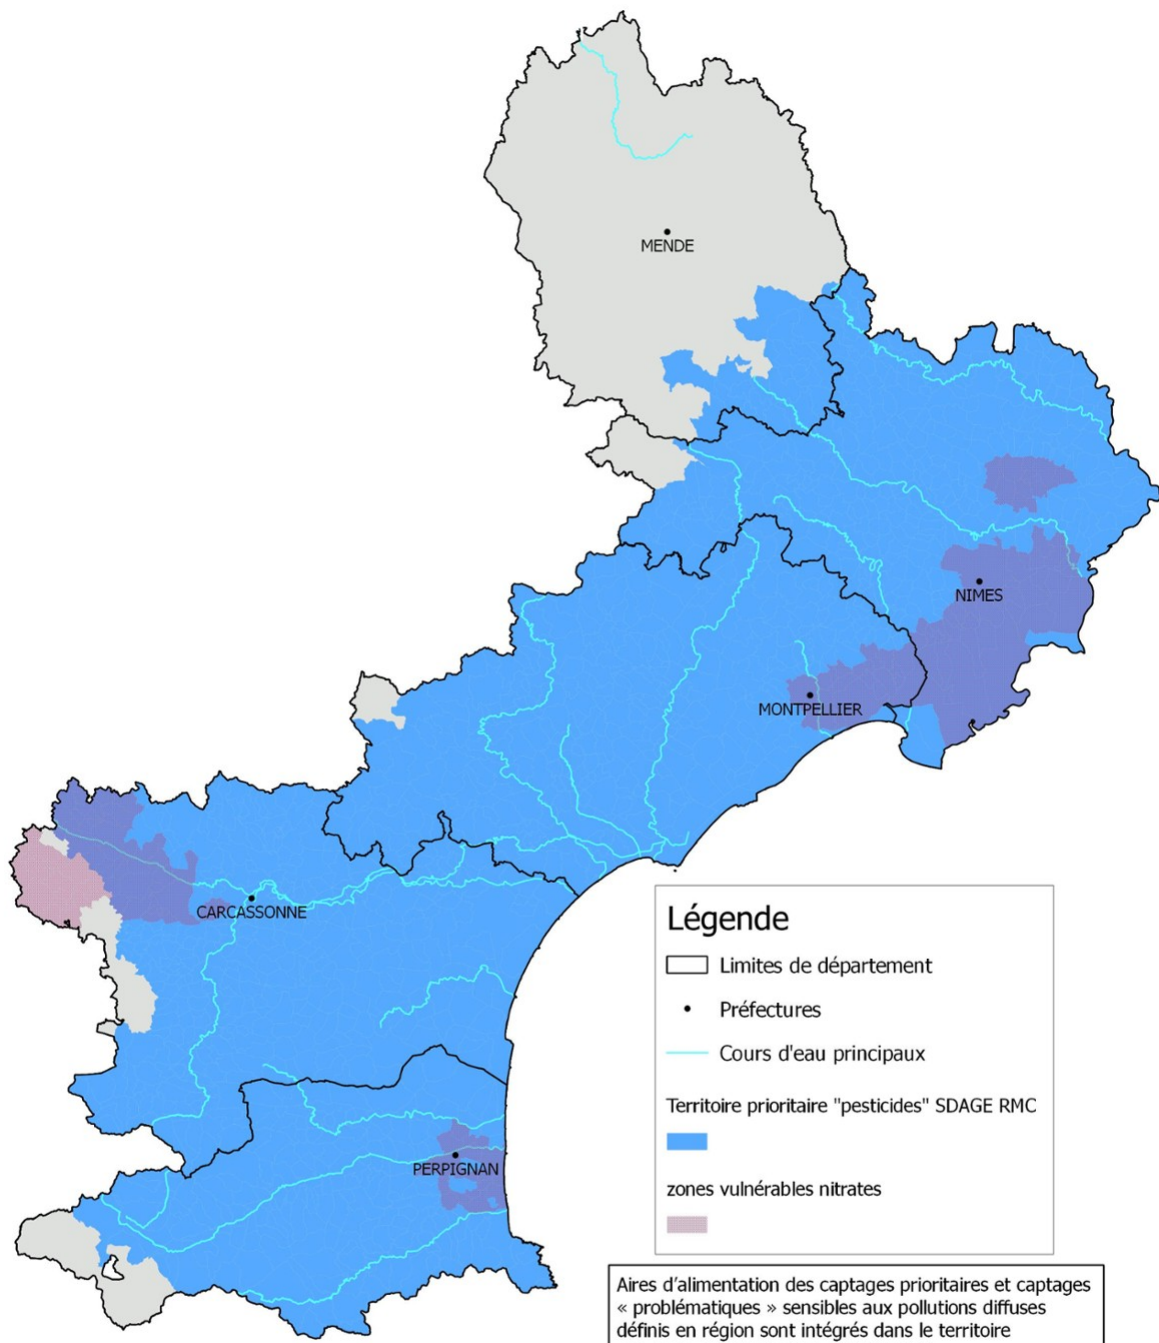 MENDE
NIMES
MONTPELLIER
CARCASSONNE
PERPIGNAN
Légende
Limites de département
Préfectures
Cours d'eau principaux
Territoire prioritaire "pesticides" SDAGE RMC
zones vulnérables nitrates
Aires d'alimentation des captages prioritaires et captages
« problématiques » sensibles aux pollutions diffuses
définis en région sont intégrés dans le territoire